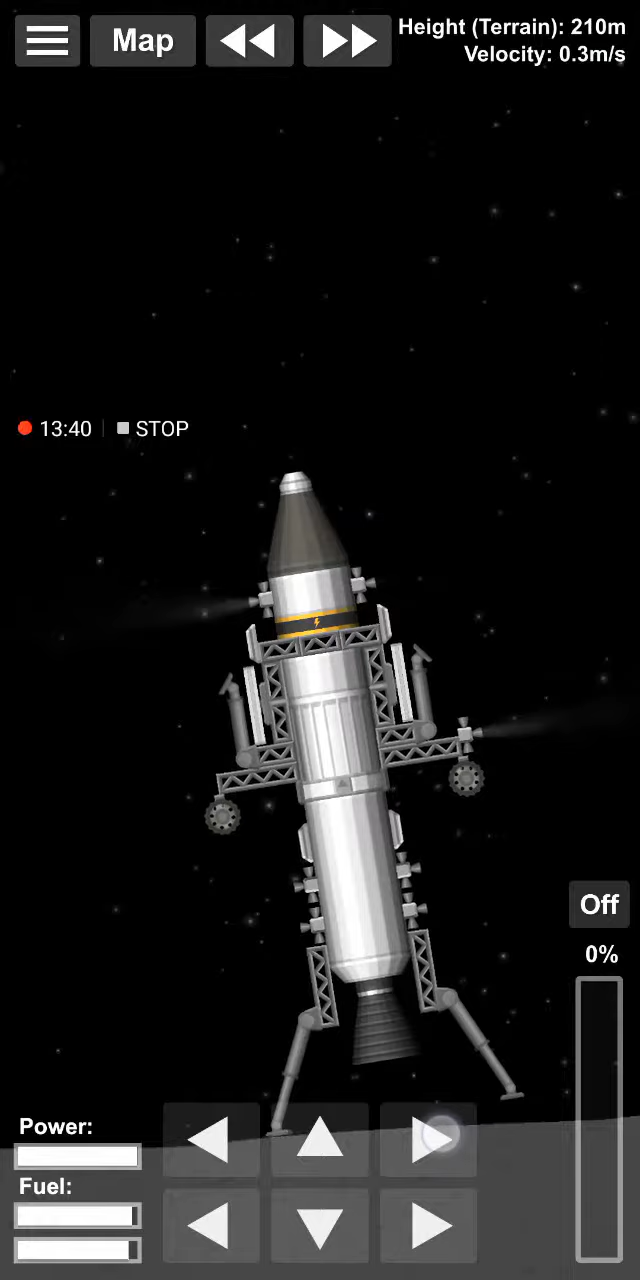 Map
Height (Terrain): 210m
Velocity: 0.3m/s
13:40 STOP
Off
0%
Power:
Fuel: